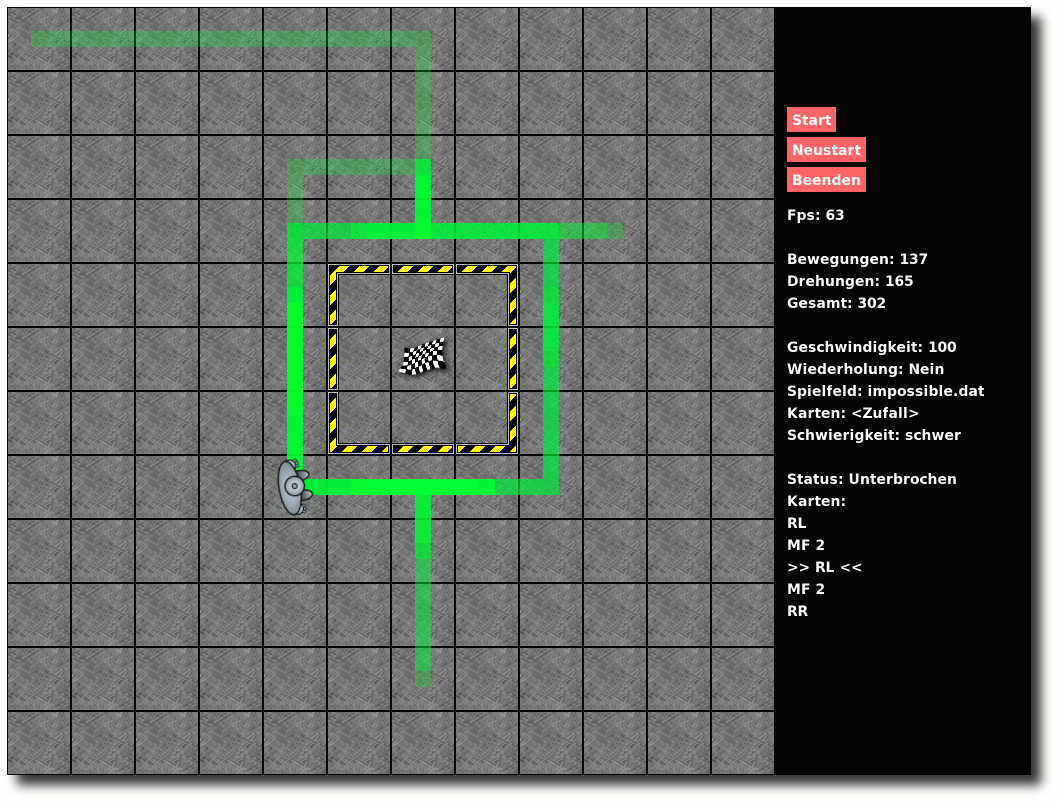 Start
Neustart
Beenden
Fps: 63
Bewegungen: 137
Drehungen: 165
Gesamt: 302
Geschwindigkeit: 100
Wiederholung: Nein
Spielfeld: impossible.dat
Karten: <Zufall>
Schwierigkeit: schwer
Status: Unterbrochen
Karten:
RL
MF 2
>> RL <<
MF 2
RR